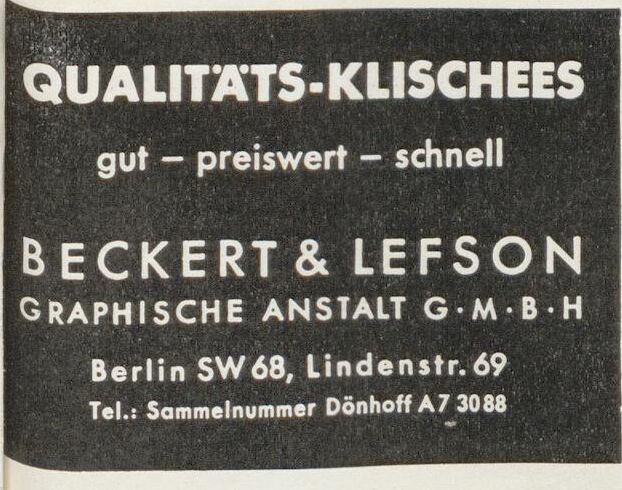 QUALITÄTS-KLISCHEES
gut – preiswert – schnell
BECKERT & LEFSON
GRAPHISCHE ANSTALT G·M·B·H
Berlin SW 68, Lindenstr. 69
Tel.: Sammelnummer Dönhoff A7 3088